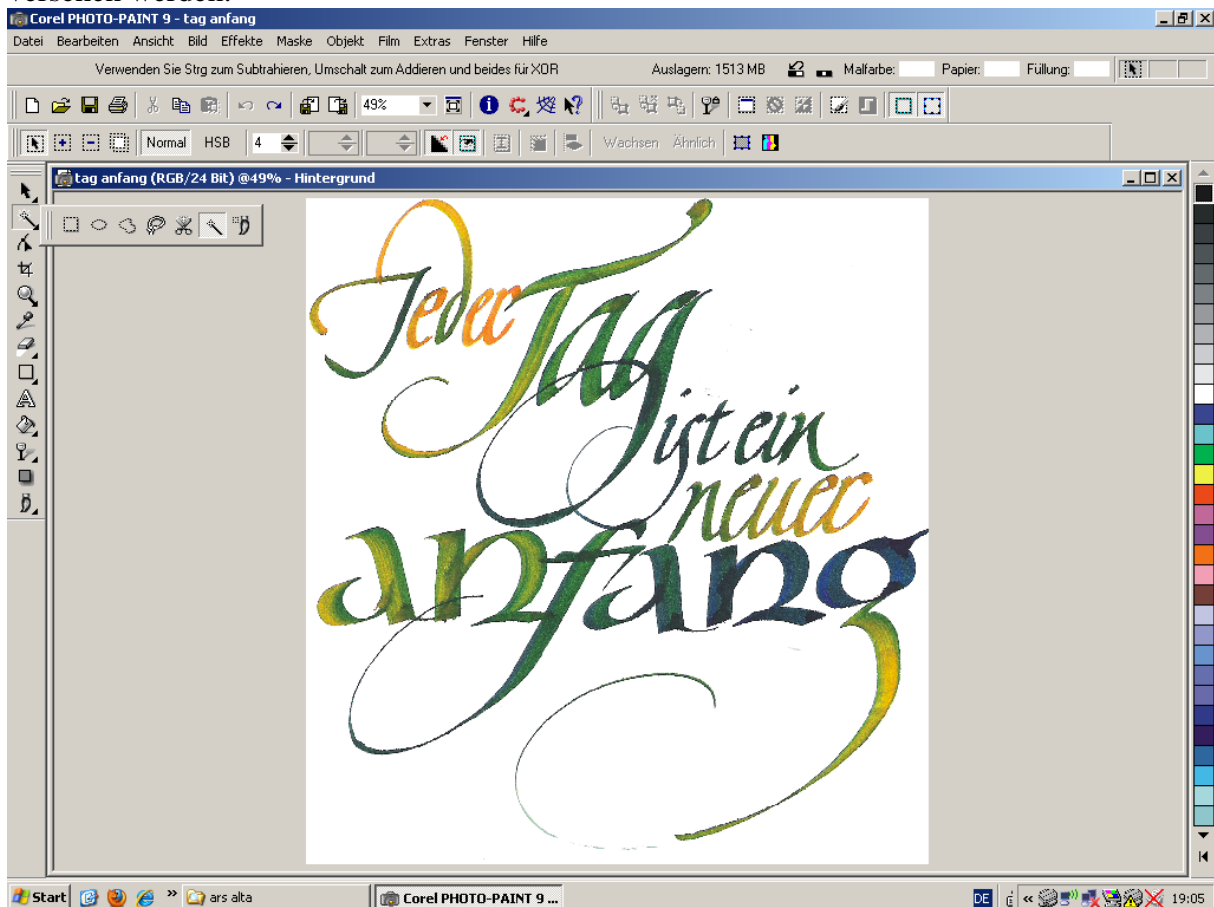 versehen werden.
Corel PHOTO-PAINT 9 - tag anfang
Datei Bearbeiten Ansicht Bild Effekte Maske Objekt Film Extras Fenster Hilfe
Verwenden Sie Strg zum Subtrahieren, Umschalt zum Addieren und beides für XOR Auslagern: 1513 MB Malfarbe: Papier: Füllung:
49%
Normal HSB 4 Wachsen Ähnlich
tag anfang (RGB/24 Bit) @49% - Hintergrund
Jeder Tag
ist ein
neuer
anfang
Start ars alta Corel PHOTO-PAINT 9 ... DE 19:05